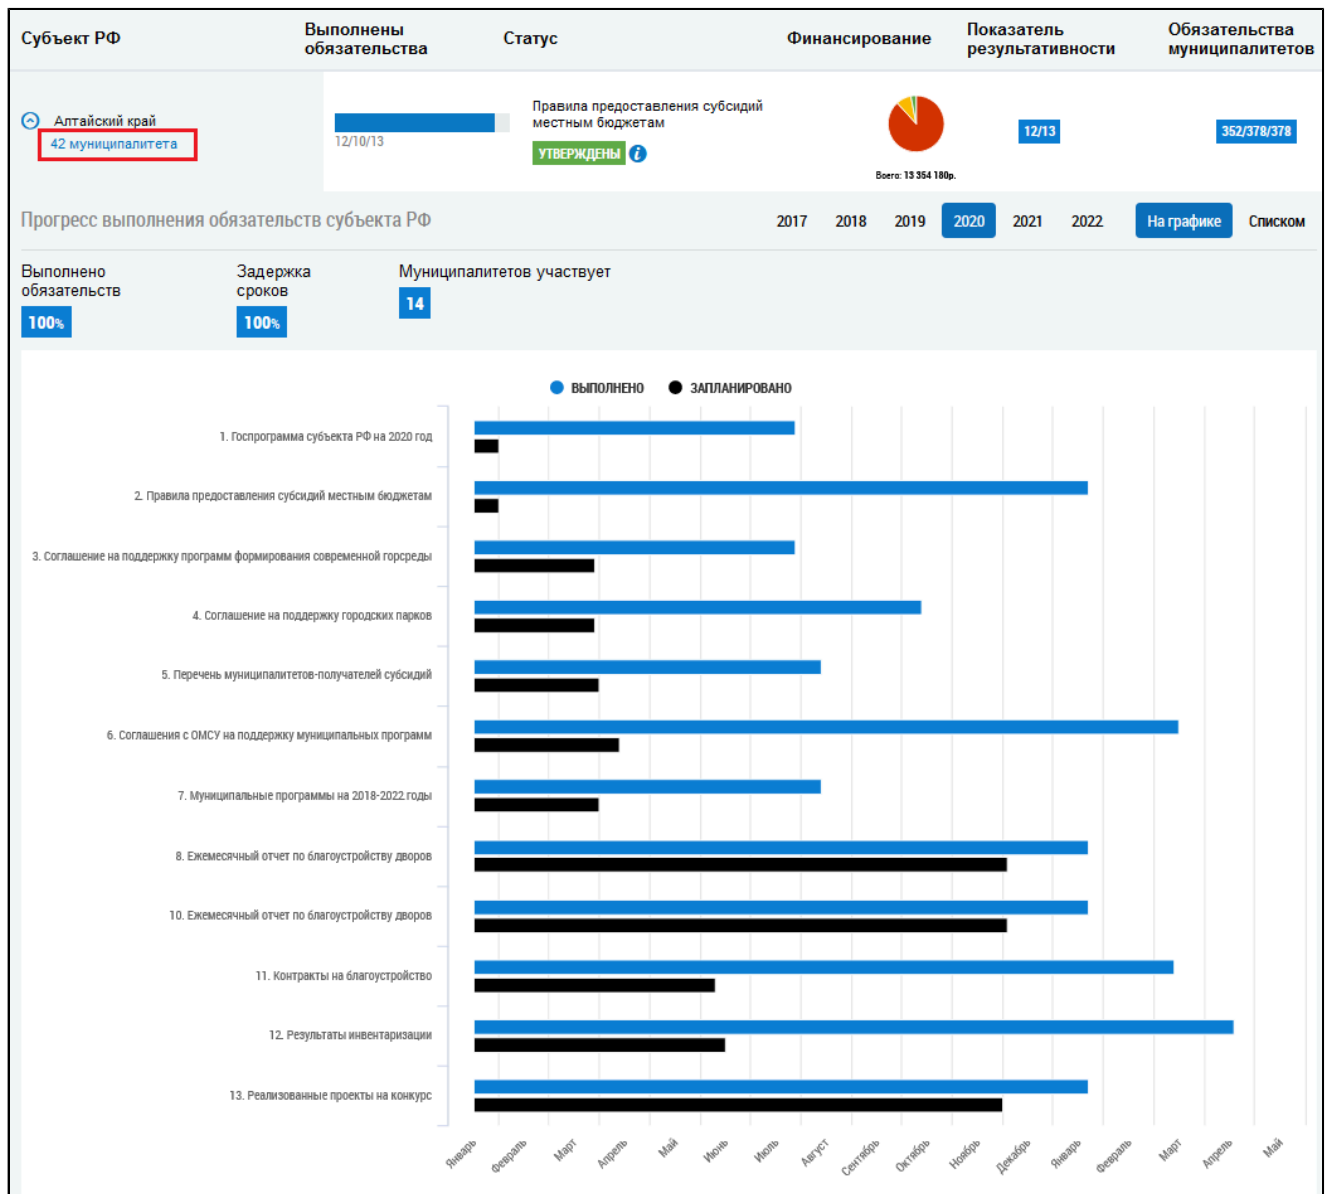 Субъект РФ
Выполнены обязательства
Статус
Финансирование
Показатель результативности
Обязательства муниципалитетов
Алтайский край
42 муниципалитета
12/10/13
Правила предоставления субсидий
местным бюджетам
УТВЕРЖДЕНЫ
i
Всего: 13 354 180р.
12/13
352/378/378
Прогресс выполнения обязательств субъекта РФ
2017 2018 2019 2020 2021 2022 На графике Списком
Выполнено
обязательств
100%
Задержка
сроков
100%
Муниципалитетов участвует
14
ВЫПОЛНЕНО ЗАПЛАНИРОВАНО
1. Госпрограмма субъекта РФ на 2020 год
2. Правила предоставления субсидий местным бюджетам
3. Соглашение на поддержку программ формирования современной горсреды
4. Соглашение на поддержку городских парков
5. Перечень муниципалитетов-получателей субсидий
6. Соглашения с ОМСУ на поддержку муниципальных программ
7. Муниципальные программы на 2018-2022 годы
8. Ежемесячный отчет по благоустройству дворов
10. Ежемесячный отчет по благоустройству дворов
11. Контракты на благоустройство
12. Результаты инвентаризации
13. Реализованные проекты на конкурс
Январь Февраль Март Апрель Май Июнь Июль Август Сентябрь Октябрь Ноябрь Декабрь Январь Февраль Март Апрель Май